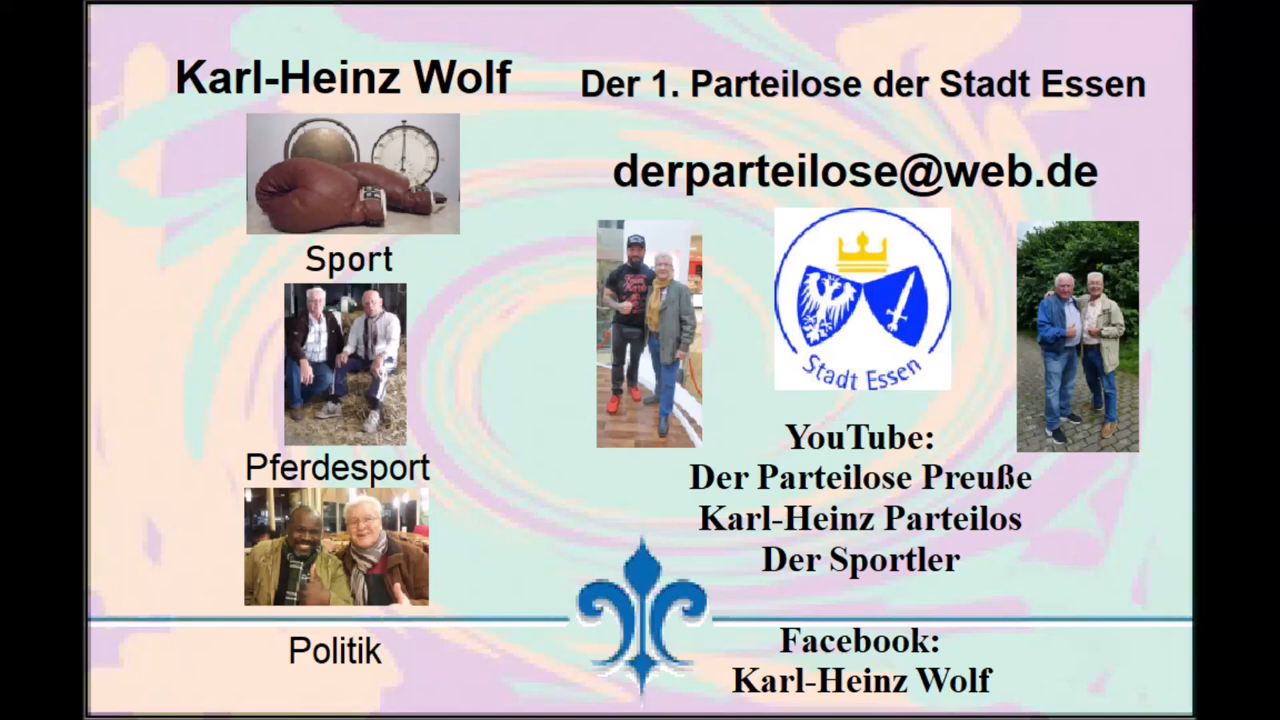 Karl-Heinz Wolf
Der 1. Parteilose der Stadt Essen
derparteilose@web.de
Sport
Pferdesport
Politik
Stadt Essen
YouTube:
Der Parteilose Preuße
Karl-Heinz Parteilos
Der Sportler
Facebook:
Karl-Heinz Wolf